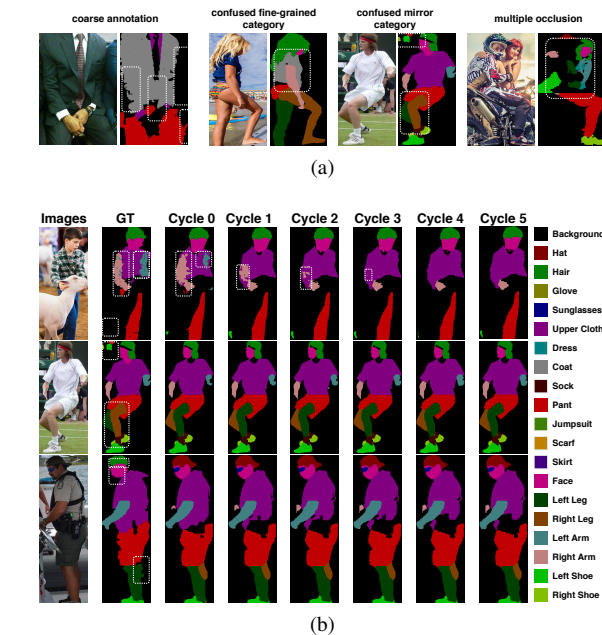 coarse annotation
confused fine-grained
category
confused mirror
category
multiple occlusion
(a)
Images GT Cycle 0 Cycle 1 Cycle 2 Cycle 3 Cycle 4 Cycle 5
Background
Hat
Hair
Glove
Sunglasses
Upper Cloth
Dress
Coat
Sock
Pant
Jumpsuit
Scarf
Skirt
Face
Left Leg
Right Leg
Left Arm
Right Arm
Left Shoe
Right Shoe
(b)